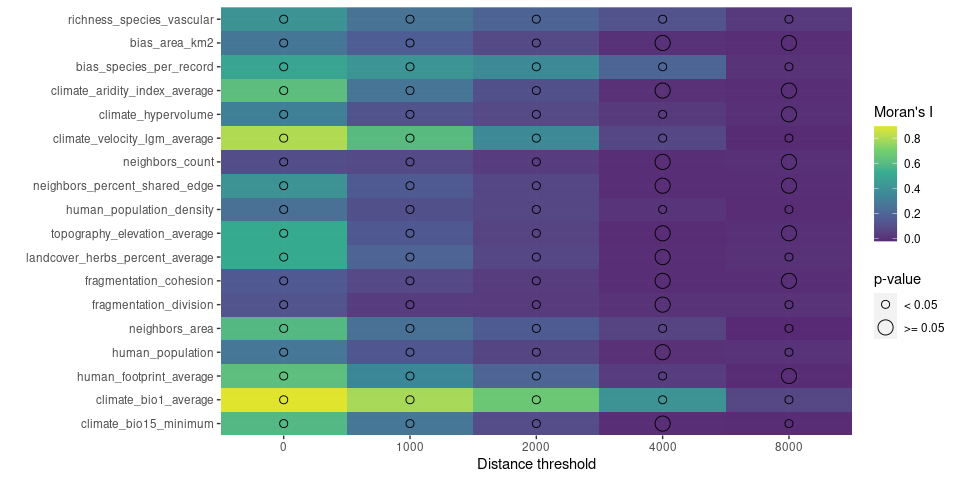 richness_species_vascular
bias_area_km2
bias_species_per_record
climate_aridity_index_average
climate_hypervolume
climate_velocity_lgm_average
neighbors_count
neighbors_percent_shared_edge
human_population_density
topography_elevation_average
landcover_herbs_percent_average
fragmentation_cohesion
fragmentation_division
neighbors_area
human_population
human_footprint_average
climate_bio1_average
climate_bio15_minimum
0 1000 2000 4000 8000
Distance threshold
Moran's I
0.8
0.6
0.4
0.2
0.0
p-value
< 0.05
>= 0.05